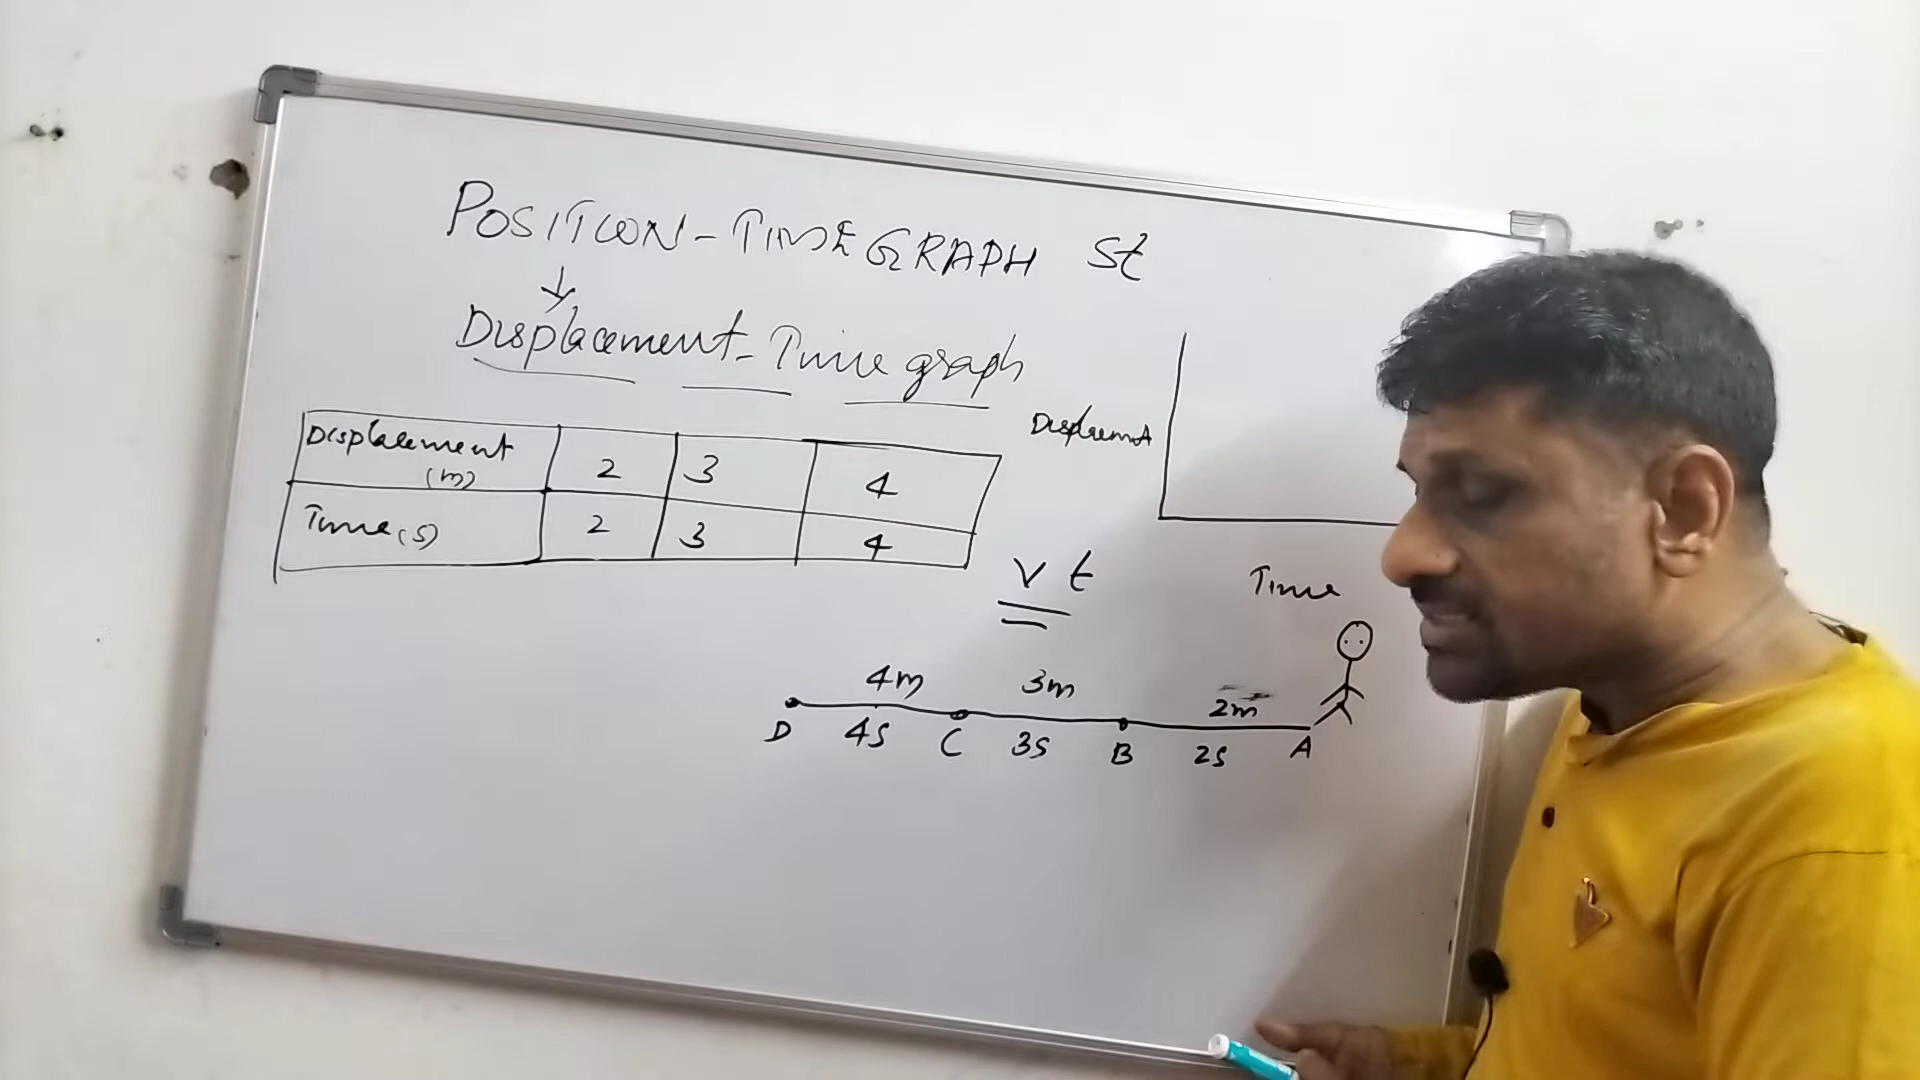 POSITION-TIME GRAPH St
Displacement-Time graph
Displacement
(m)
2
3
4
Time(s)
2
3
4
Displacemnt
Time
v t
4m
3m
2m
D
4s
C
3s
B
2s
A